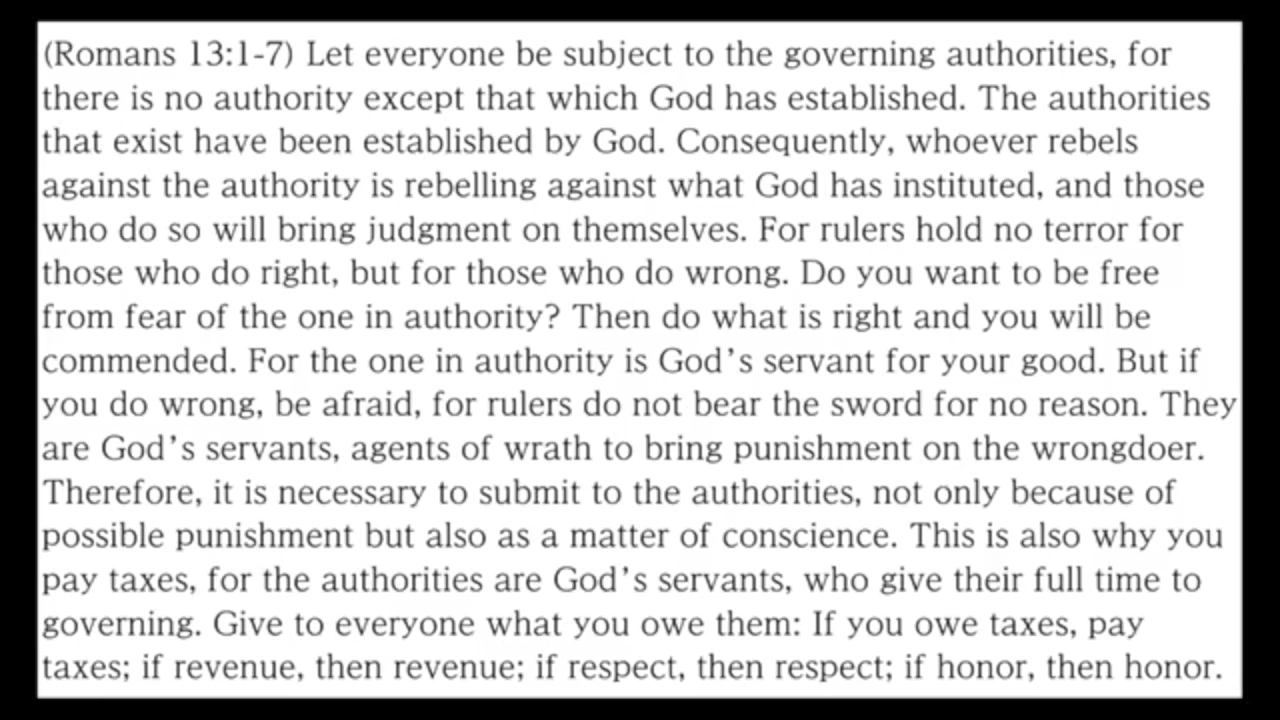 (Romans 13:1-7) Let everyone be subject to the governing authorities, for
there is no authority except that which God has established. The authorities
that exist have been established by God. Consequently, whoever rebels
against the authority is rebelling against what God has instituted, and those
who do so will bring judgment on themselves. For rulers hold no terror for
those who do right, but for those who do wrong. Do you want to be free
from fear of the one in authority? Then do what is right and you will be
commended. For the one in authority is God’s servant for your good. But if
you do wrong, be afraid, for rulers do not bear the sword for no reason. They
are God’s servants, agents of wrath to bring punishment on the wrongdoer.
Therefore, it is necessary to submit to the authorities, not only because of
possible punishment but also as a matter of conscience. This is also why you
pay taxes, for the authorities are God’s servants, who give their full time to
governing. Give to everyone what you owe them: If you owe taxes, pay
taxes; if revenue, then revenue; if respect, then respect; if honor, then honor.